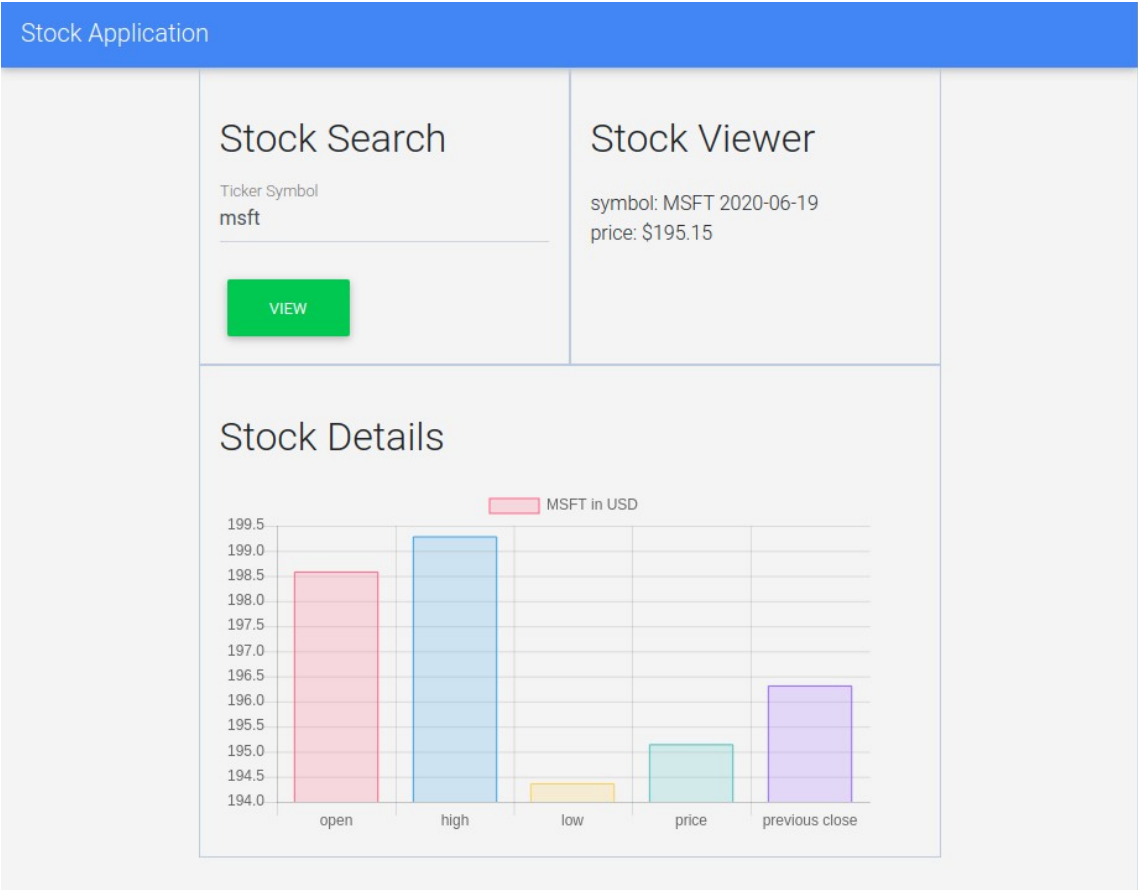 Stock Application
Stock Search
Ticker Symbol
msft
VIEW
Stock Viewer
symbol: MSFT 2020-06-19
price: $195.15
Stock Details
MSFT in USD
199.5
199.0
198.5
198.0
197.5
197.0
196.5
196.0
195.5
195.0
194.5
194.0
open high low price previous close